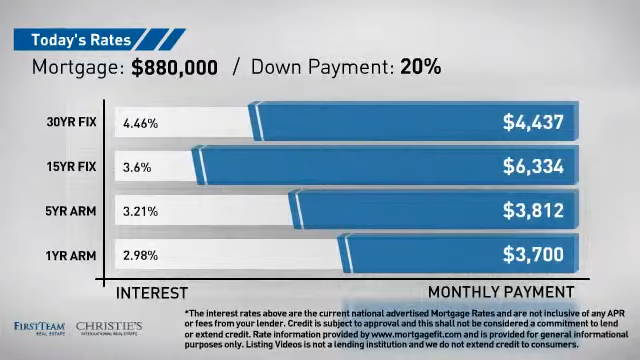 Today's Rates
Mortgage: $880,000 / Down Payment: 20%
30YR FIX 4.46% $4,437
15YR FIX 3.6% $6,334
5YR ARM 3.21% $3,812
1YR ARM 2.98% $3,700
INTEREST MONTHLY PAYMENT
*The interest rates above are the current national advertised Mortgage Rates and are not inclusive of any APR
or fees from your lender. Credit is subject to approval and this shall not be considered a commitment to lend
or extend credit. Rate information provided by www.mortgagefit.com and is provided for general informational
purposes only. Listing Videos is not a lending institution and we do not extend credit to consumers.
FIRSTTEAM CHRISTIE'S
REAL ESTATE INTERNATIONAL REAL ESTATE